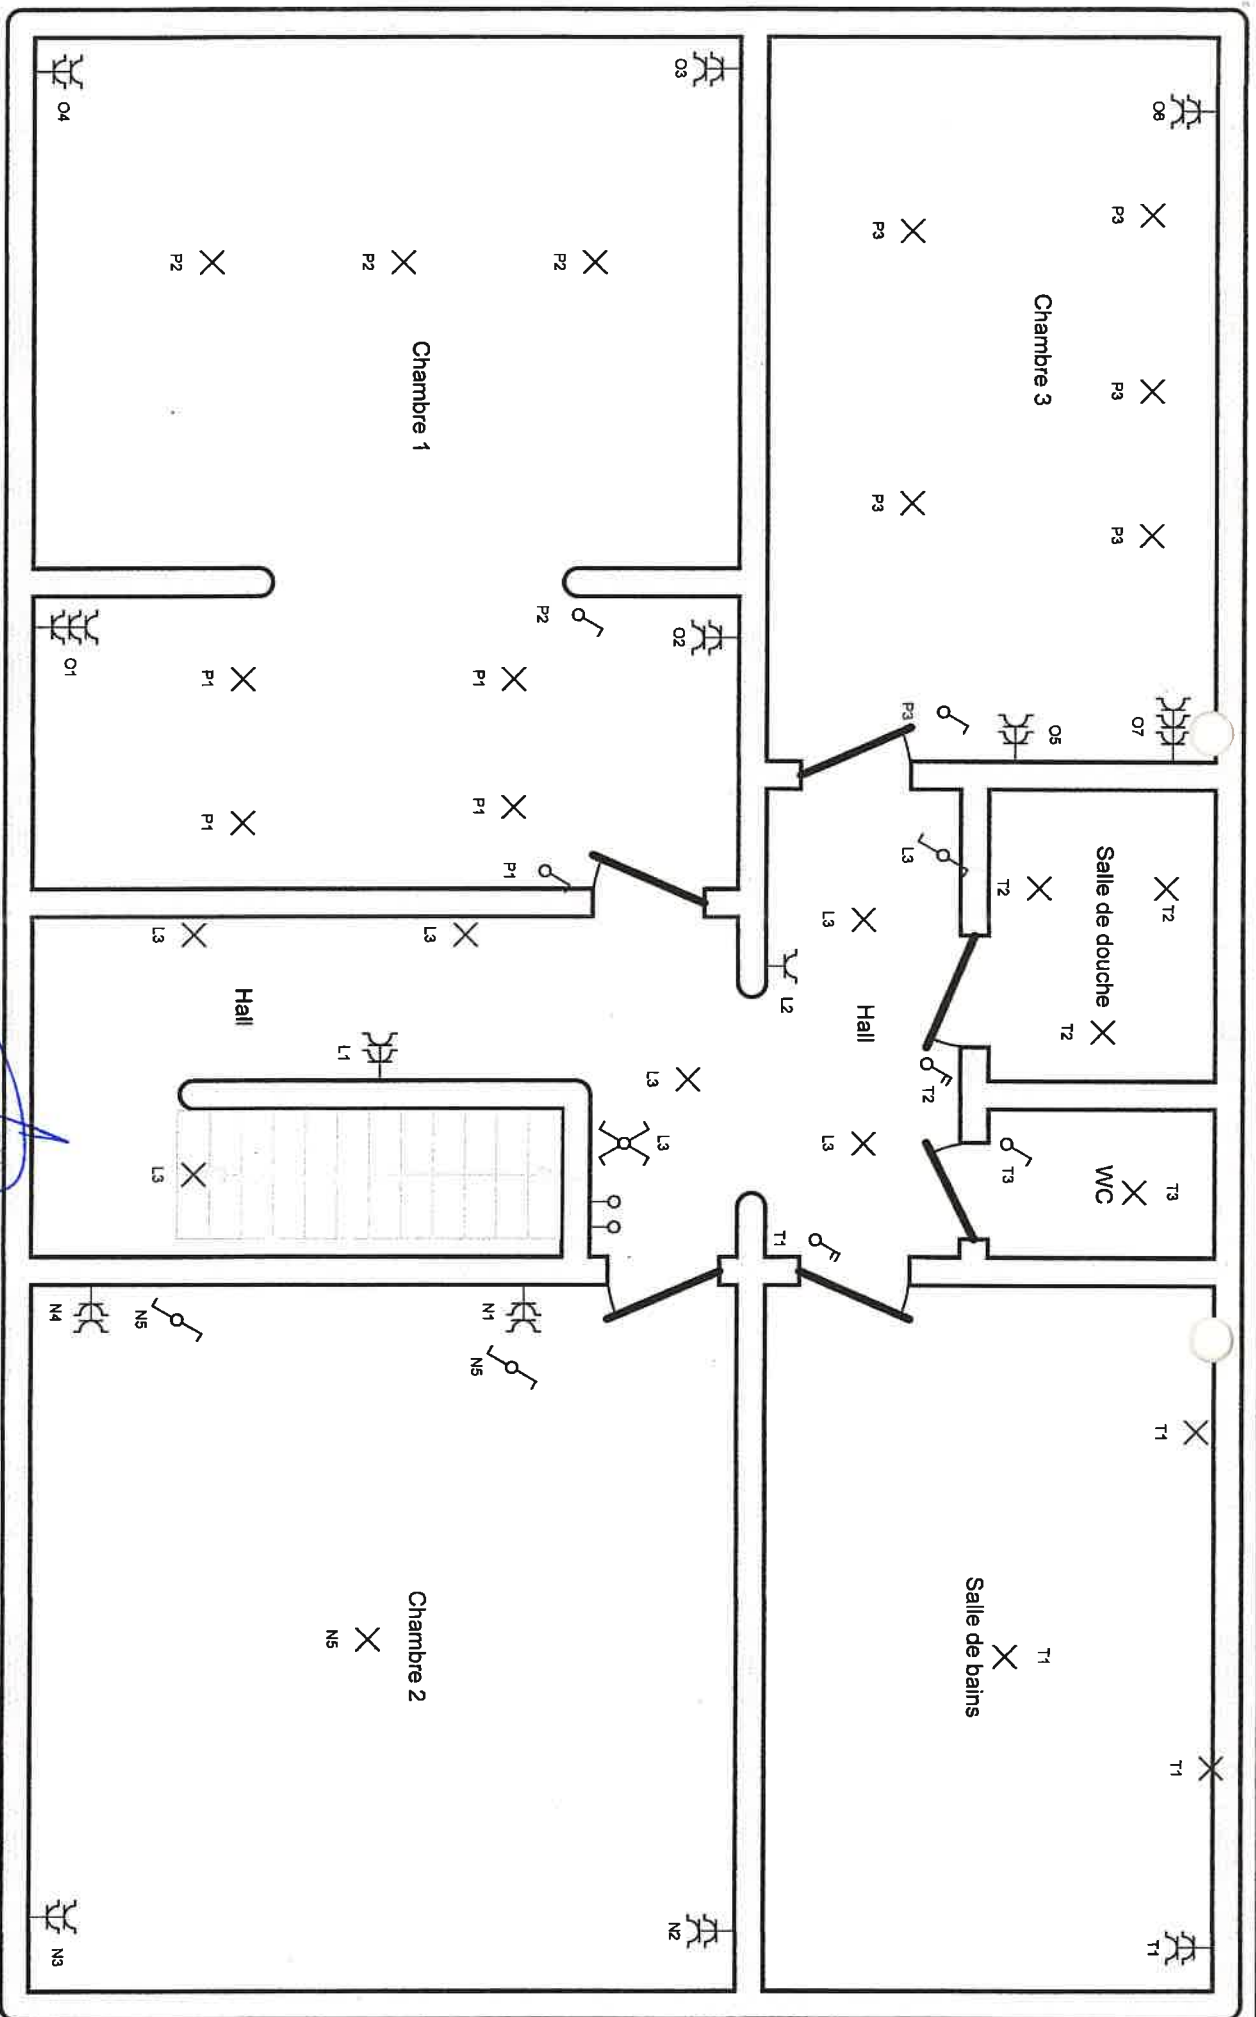 O6
T2
T3
T1
T1
T1
O7
P3
P3
P3
Salle de douche
WC
T2
O5
Chambre 3
T1
T2
T3
Salle de bains
T2
P3
L3
P3
P3
Hall
L3
L3
L2
T1
O3
O2
N2
L3
L3
P2
P2
P1
N1
P1
P1
N5
L3
Chambre 1
Chambre 2
P2
L1
N5
Hall
P1
P1
P2
L3
L3
N5
O4
O1
N4
N3